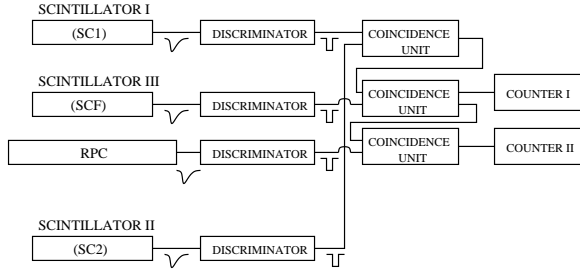 SCINTILLATOR I
(SC1)
DISCRIMINATOR
COINCIDENCE
UNIT
SCINTILLATOR III
(SCF)
DISCRIMINATOR
COINCIDENCE
UNIT
COUNTER I
RPC
DISCRIMINATOR
COINCIDENCE
UNIT
COUNTER II
SCINTILLATOR II
(SC2)
DISCRIMINATOR